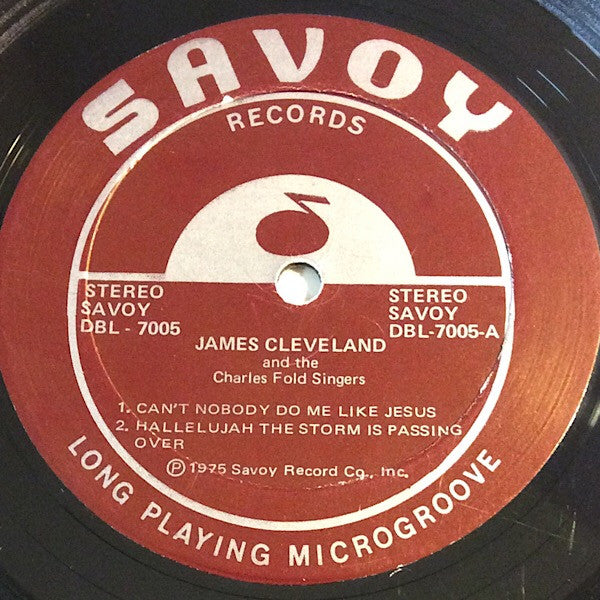 SAVOY
RECORDS
STEREO
SAVOY
DBL - 7005
STEREO
SAVOY
DBL-7005-A
JAMES CLEVELAND
and the
Charles Fold Singers
1. CAN'T NOBODY DO ME LIKE JESUS
2. HALLELUJAH THE STORM IS PASSING
OVER
Ⓟ 1975 Savoy Record Co., Inc.
LONG PLAYING MICROGROOVE